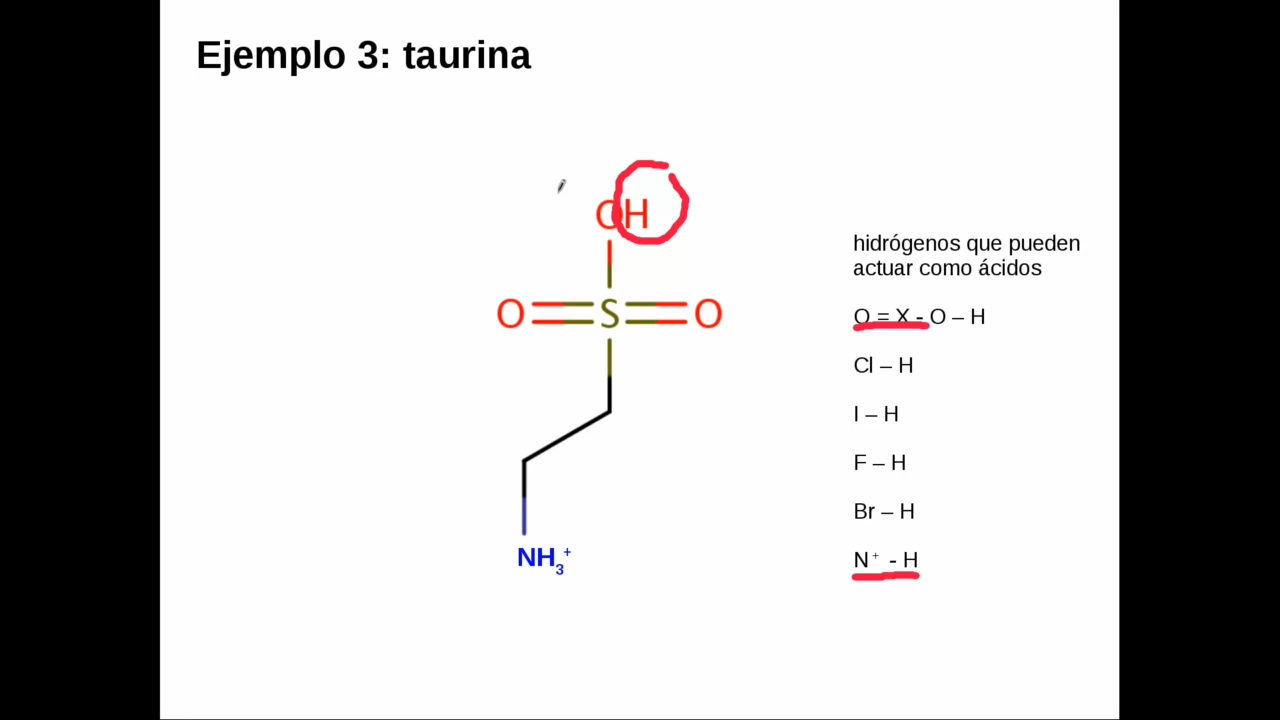 Ejemplo 3: taurina
OH
O S O
NH₃⁺
hidrógenos que pueden
actuar como ácidos
O = X - O – H
Cl – H
I – H
F – H
Br – H
N⁺ - H